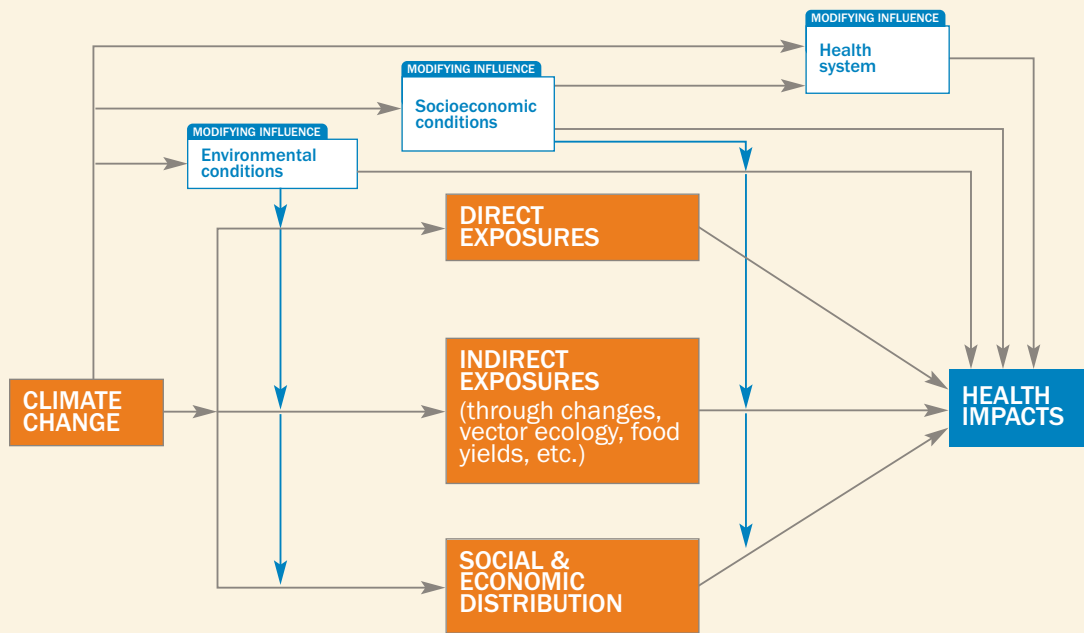 MODIFYING INFLUENCE
Health
system
MODIFYING INFLUENCE
Socioeconomic
conditions
MODIFYING INFLUENCE
Environmental
conditions
DIRECT
EXPOSURES
INDIRECT
EXPOSURES
(through changes,
vector ecology, food
yields, etc.)
CLIMATE
CHANGE
HEALTH
IMPACTS
SOCIAL &
ECONOMIC
DISTRIBUTION